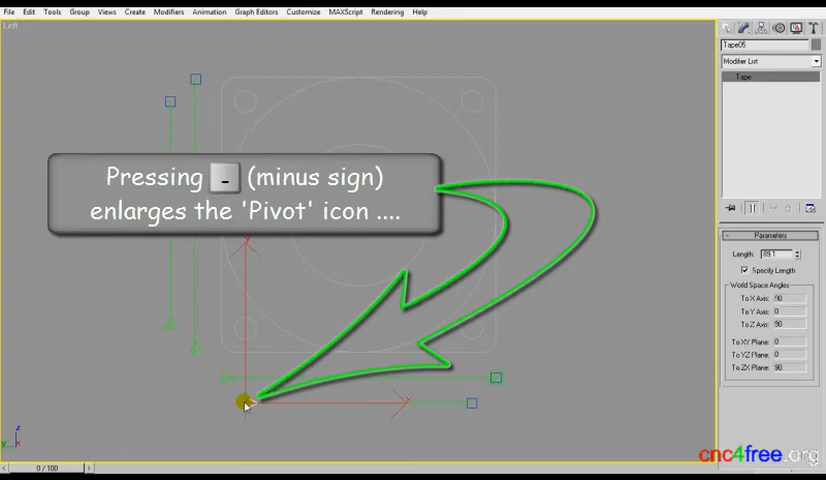 File Edit Tools Group Views Create Modifiers Animation Graph Editors Customize MAXScript Rendering Help
Left
Tape05
Modifier List
Tape
Pressing - (minus sign)
enlarges the 'Pivot' icon ....
Parameters
Length: 89.1
Specify Length
World Space Angles
To X Axis: 90
To Y Axis: 0
To Z Axis: 90
To XY Plane: 0
To YZ Plane: 0
To ZX Plane: 90
y
x
z
y
x
cnc4free.org
0 / 100